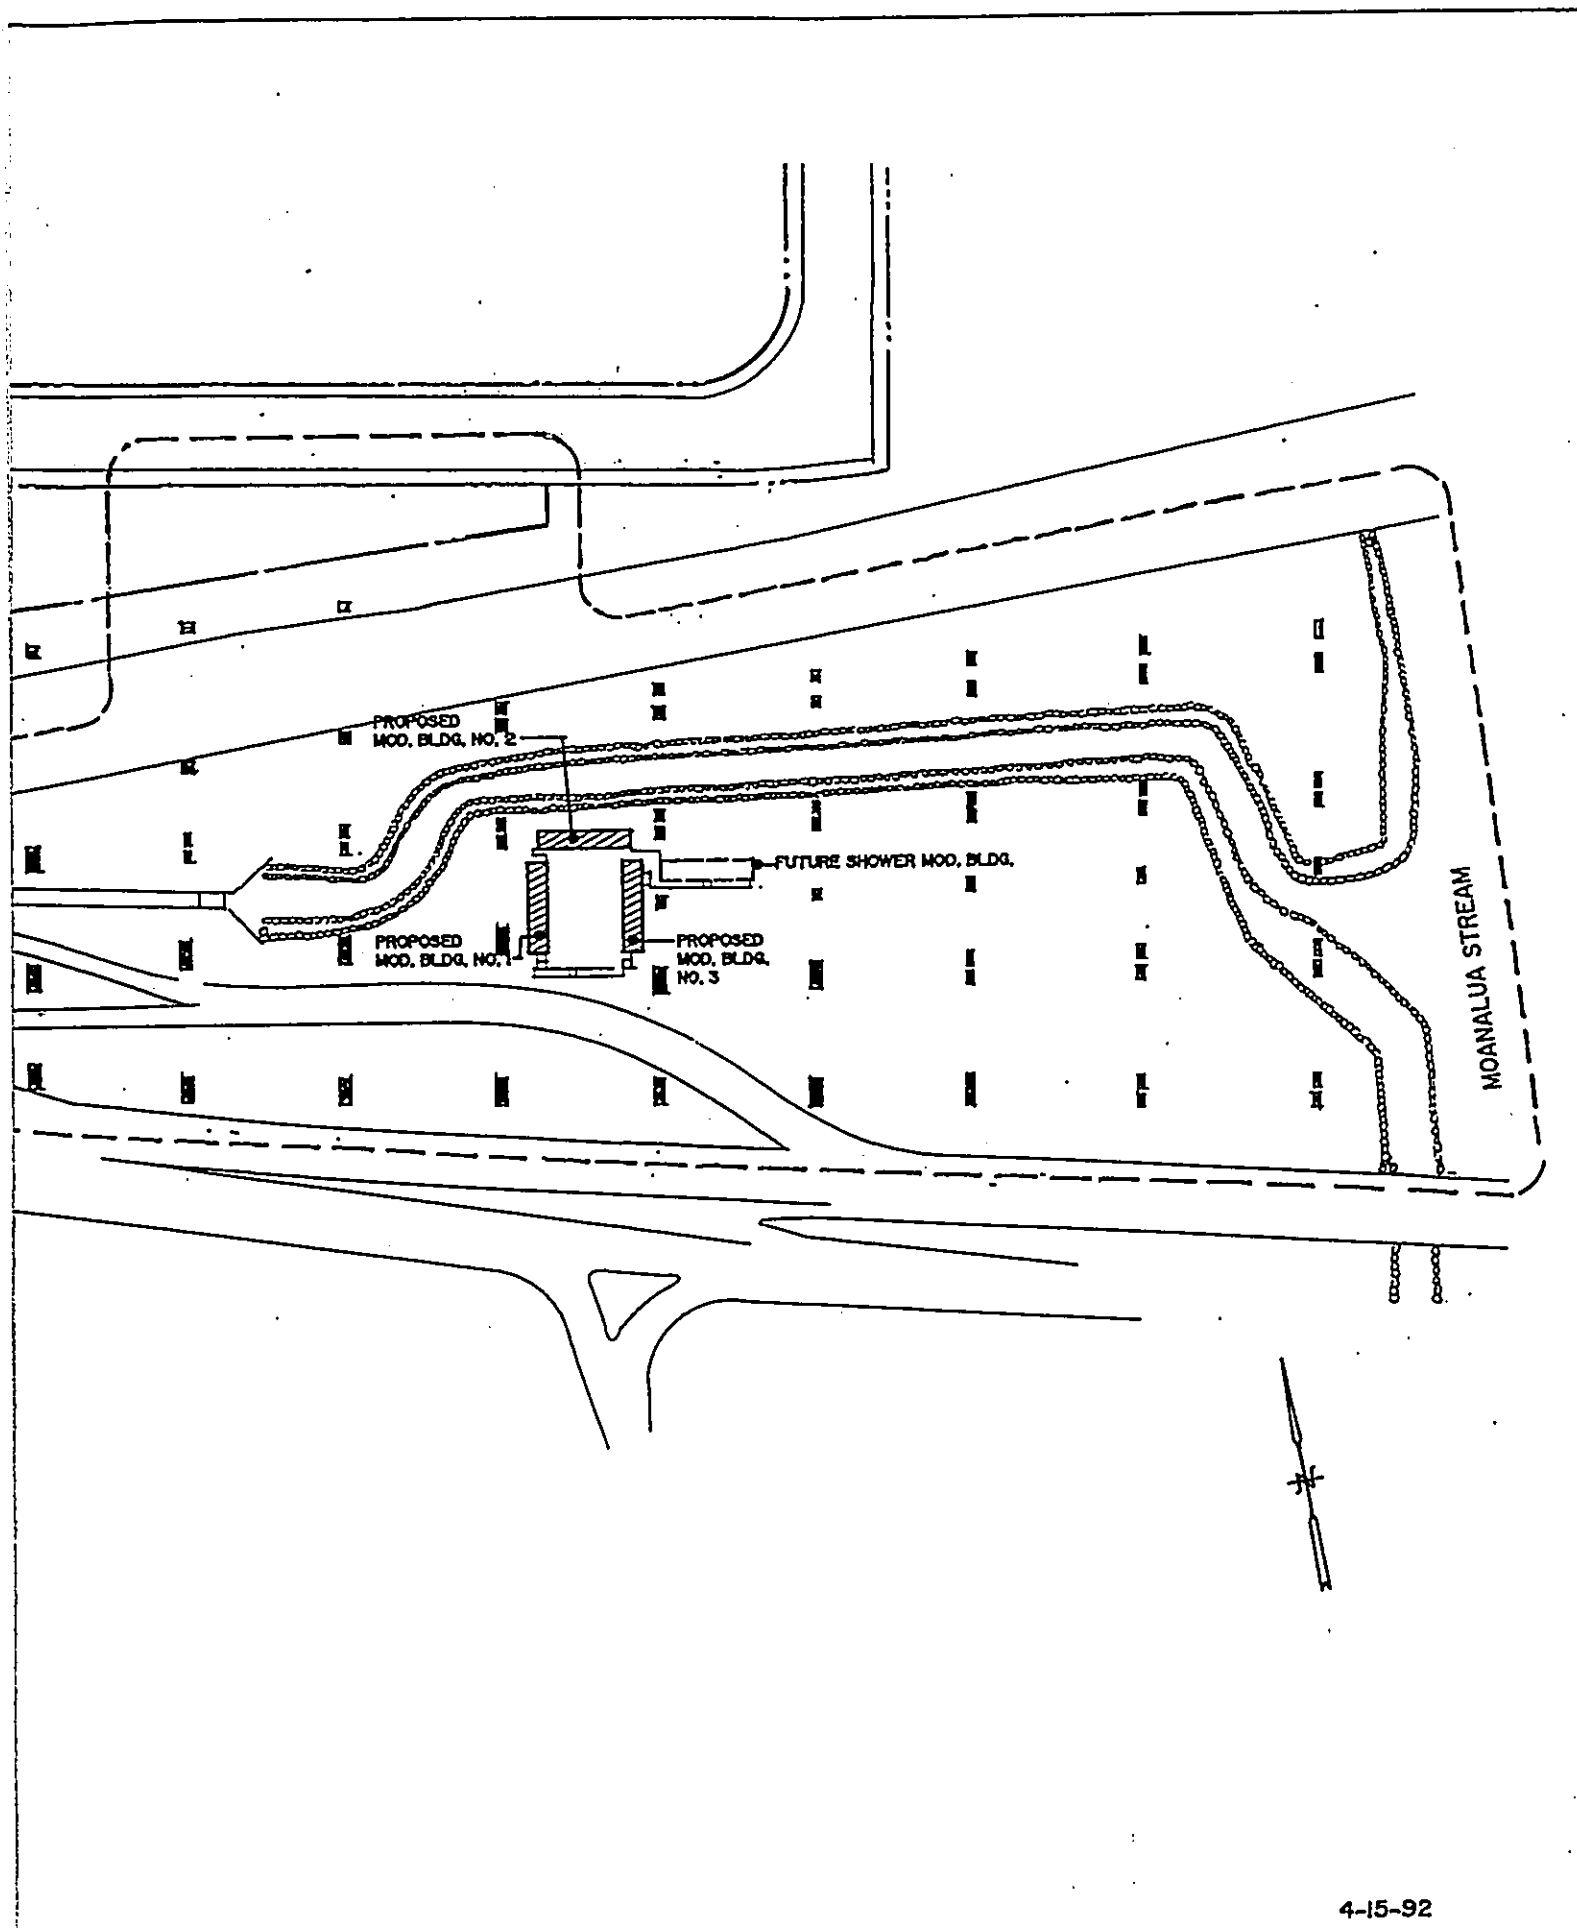 PROPOSED
MOD. BLDG. NO. 2
FUTURE SHOWER MOD. BLDG.
PROPOSED
MOD. BLDG. NO. 1
PROPOSED
MOD. BLDG.
NO. 3
MOANALUA STREAM
4-15-92